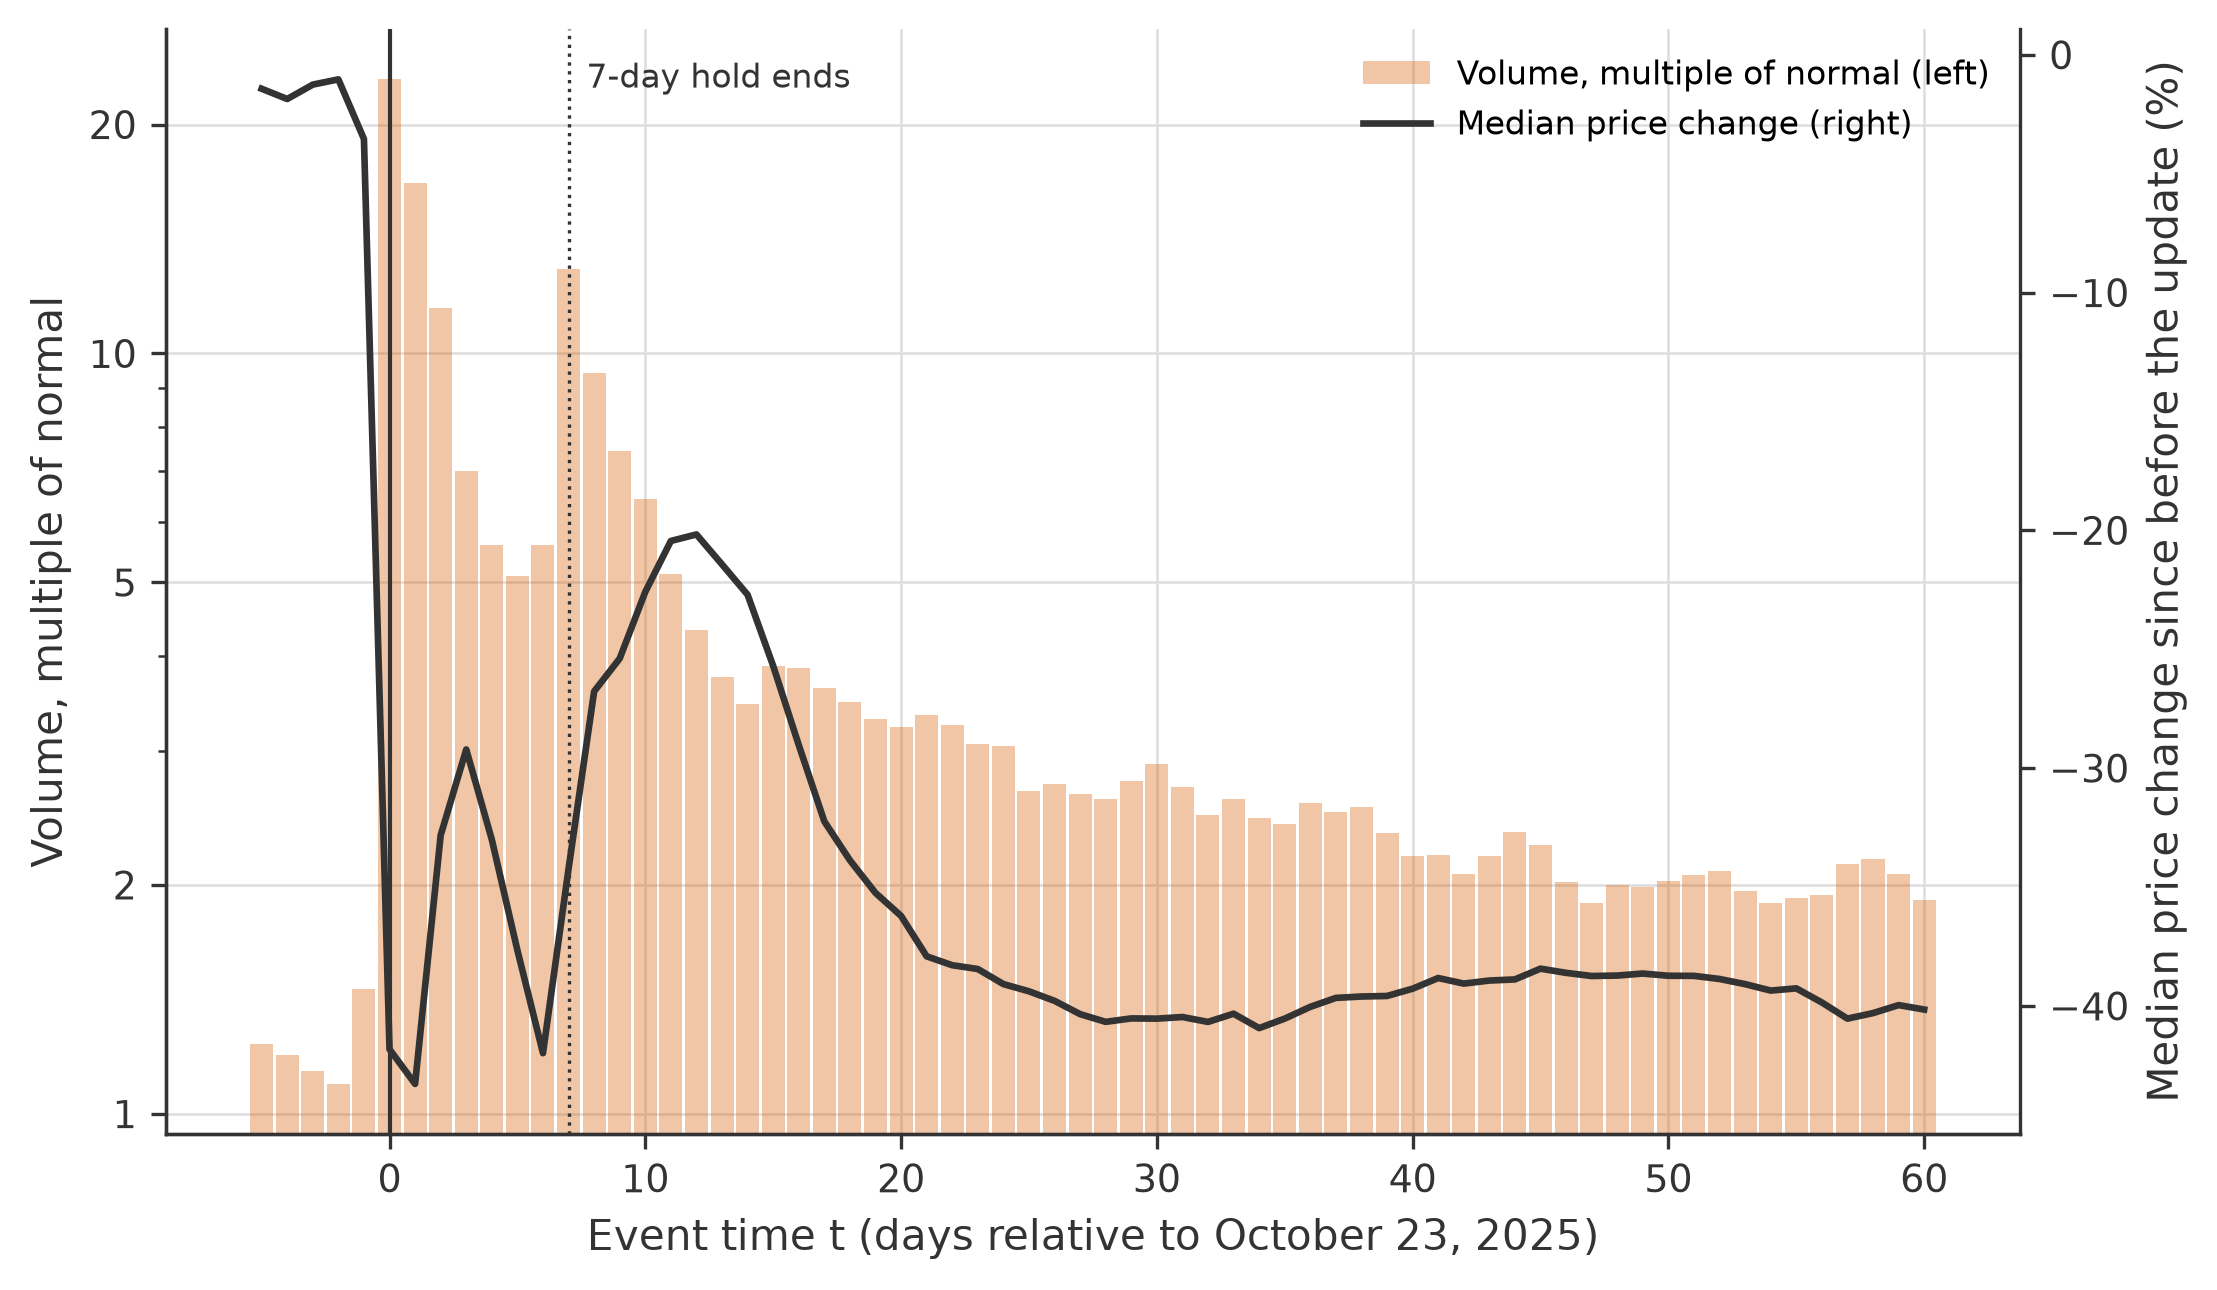 7-day hold ends
Volume, multiple of normal (left)
Median price change (right)
Volume, multiple of normal
20
10
5
2
1
0
−10
−20
−30
−40
Median price change since before the update (%)
0
10
20
30
40
50
60
Event time t (days relative to October 23, 2025)